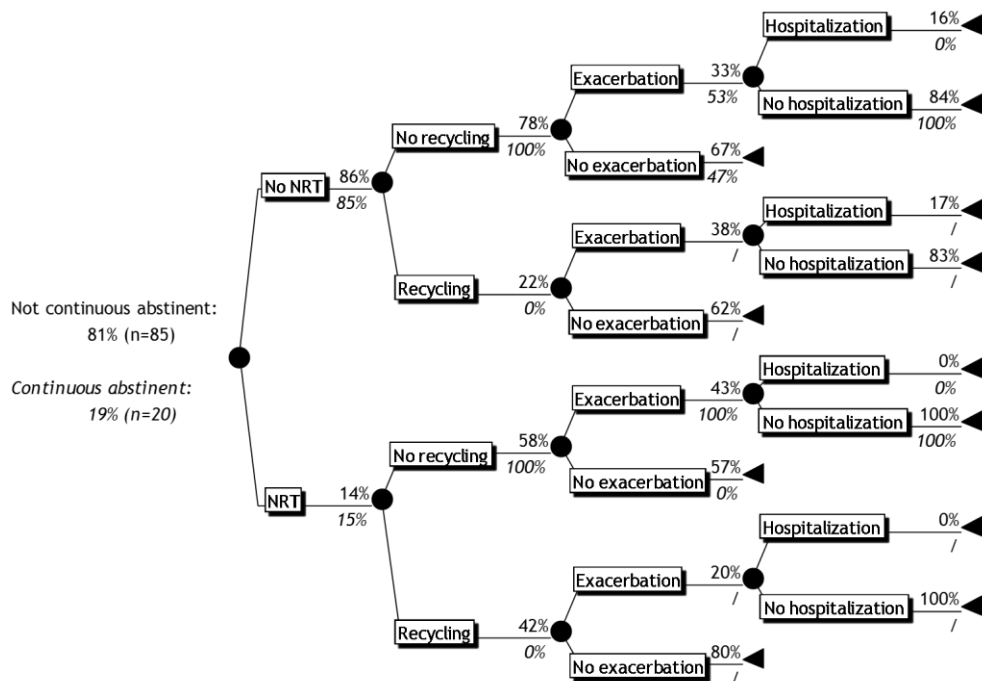 Hospitalization 16%
0%
Exacerbation 33%
53%
No hospitalization 84%
100%
No recycling 78%
100%
No exacerbation 67%
47%
No NRT 86%
85%
Hospitalization 17%
/
Exacerbation 38%
/
No hospitalization 83%
/
Recycling 22%
0%
No exacerbation 62%
/
Not continuous abstinent:
81% (n=85)
Continuous abstinent:
19% (n=20)
Hospitalization 0%
0%
Exacerbation 43%
100%
No hospitalization 100%
100%
No recycling 58%
100%
No exacerbation 57%
0%
NRT 14%
15%
Hospitalization 0%
/
Exacerbation 20%
/
No hospitalization 100%
/
Recycling 42%
0%
No exacerbation 80%
/